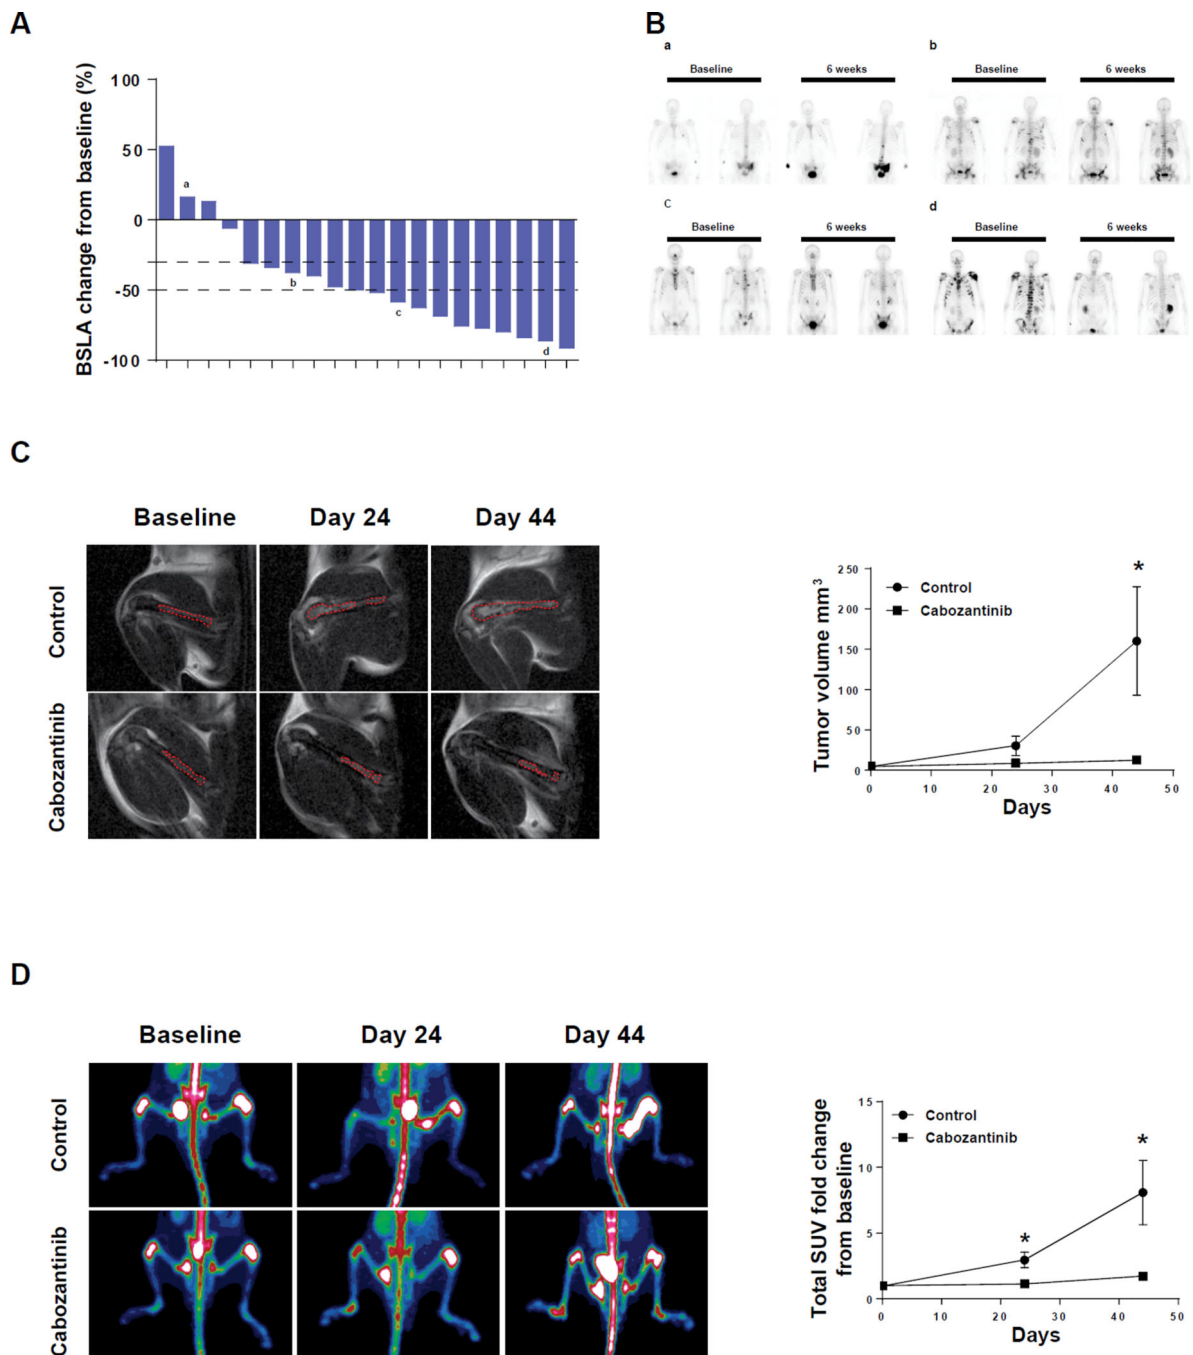 A
BSLA change from baseline (%)
100
50
0
-50
-100
a
b
c
d
B
a
Baseline
6 weeks
b
Baseline
6 weeks
C
Baseline
6 weeks
d
Baseline
6 weeks
C
Baseline
Day 24
Day 44
Control
Cabozantinib
Tumor volume mm³
250
200
150
100
50
0
Control
Cabozantinib
*
0 10 20 30 40 50
Days
D
Baseline
Day 24
Day 44
Control
Cabozantinib
Total SUV fold change
from baseline
15
10
5
0
Control
Cabozantinib
*
*
0 10 20 30 40 50
Days